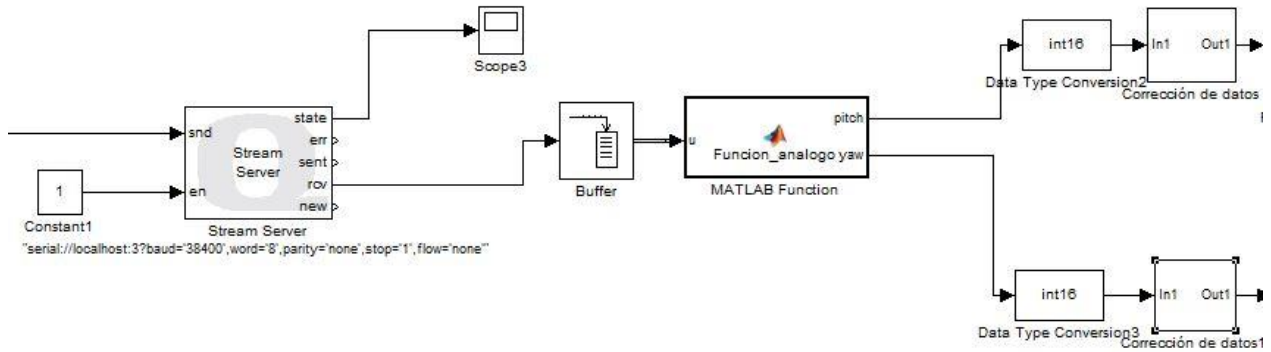 Scope3
state
snd
err
Stream
Server
sent
en
rcv
new
Stream Server
1
Constant1
"serial://localhost:3?baud='38400',word='8',parity='none',stop='1',flow='none'"
Buffer
u
pitch
Funcion_analogo yaw
MATLAB Function
int16
Data Type Conversion2
In1 Out1
Corrección de datos
int16
Data Type Conversion3
In1 Out1
Corrección de datos1